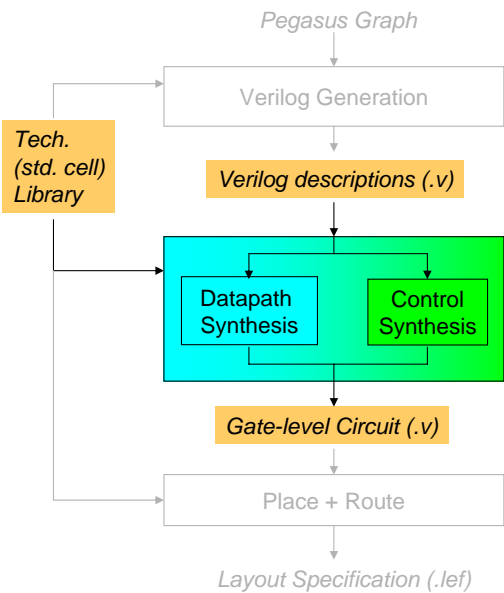 Pegasus Graph
Verilog Generation
Tech.
(std. cell)
Library
Verilog descriptions (.v)
Datapath
Synthesis
Control
Synthesis
Gate-level Circuit (.v)
Place + Route
Layout Specification (.lef)